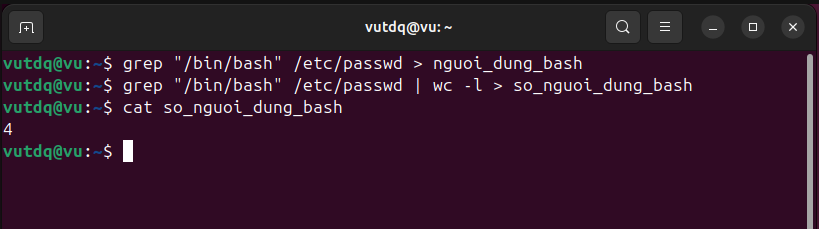 vutdq@vu: ~
vutdq@vu:~$ grep "/bin/bash" /etc/passwd > nguoi_dung_bash
vutdq@vu:~$ grep "/bin/bash" /etc/passwd | wc -l > so_nguoi_dung_bash
vutdq@vu:~$ cat so_nguoi_dung_bash
4
vutdq@vu:~$